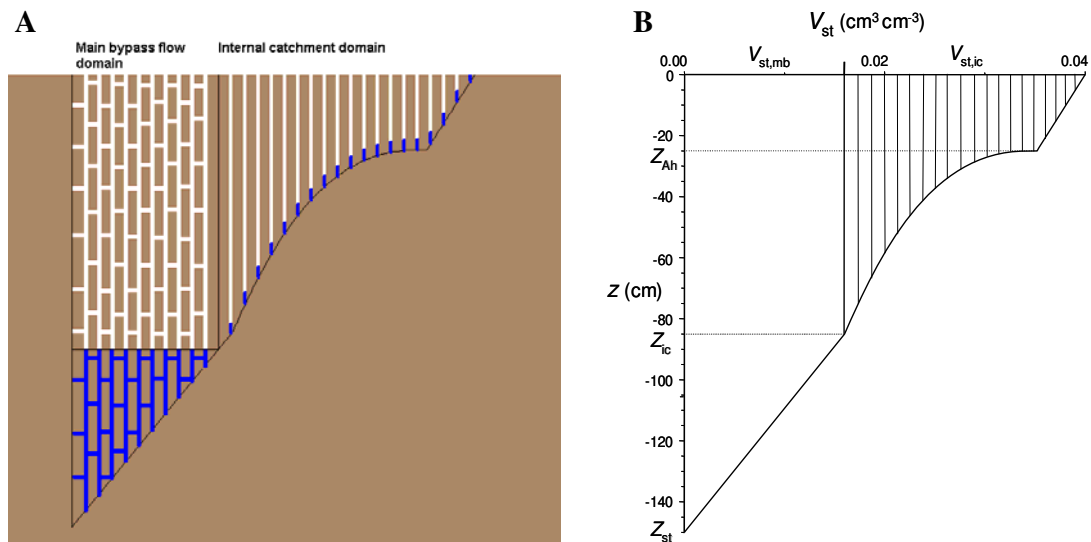 A
Main bypass flow
domain
Internal catchment domain
B
Vst (cm³ cm⁻³)
Vst,mb
Vst,ic
0.00
0.02
0.04
0
-20
ZAh
-40
-60
z (cm)
-80
Zic
-100
-120
-140
Zst